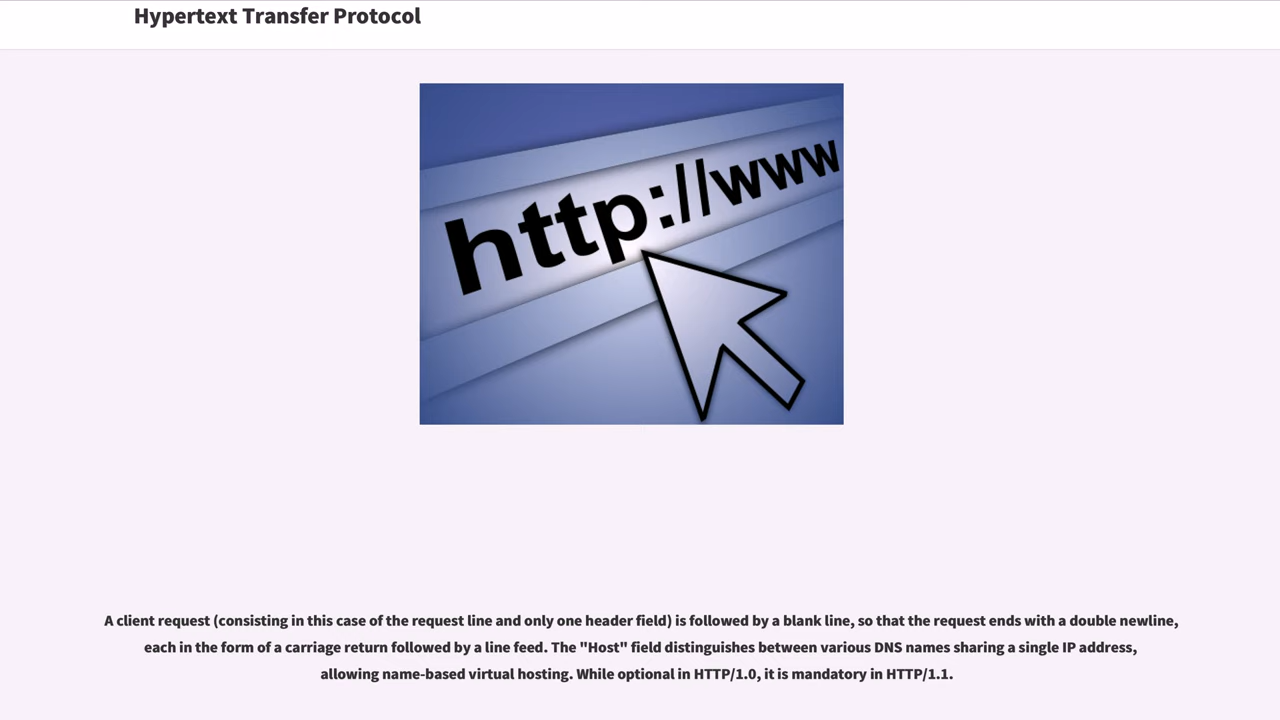 Hypertext Transfer Protocol
http://www
A client request (consisting in this case of the request line and only one header field) is followed by a blank line, so that the request ends with a double newline,
each in the form of a carriage return followed by a line feed. The "Host" field distinguishes between various DNS names sharing a single IP address,
allowing name-based virtual hosting. While optional in HTTP/1.0, it is mandatory in HTTP/1.1.